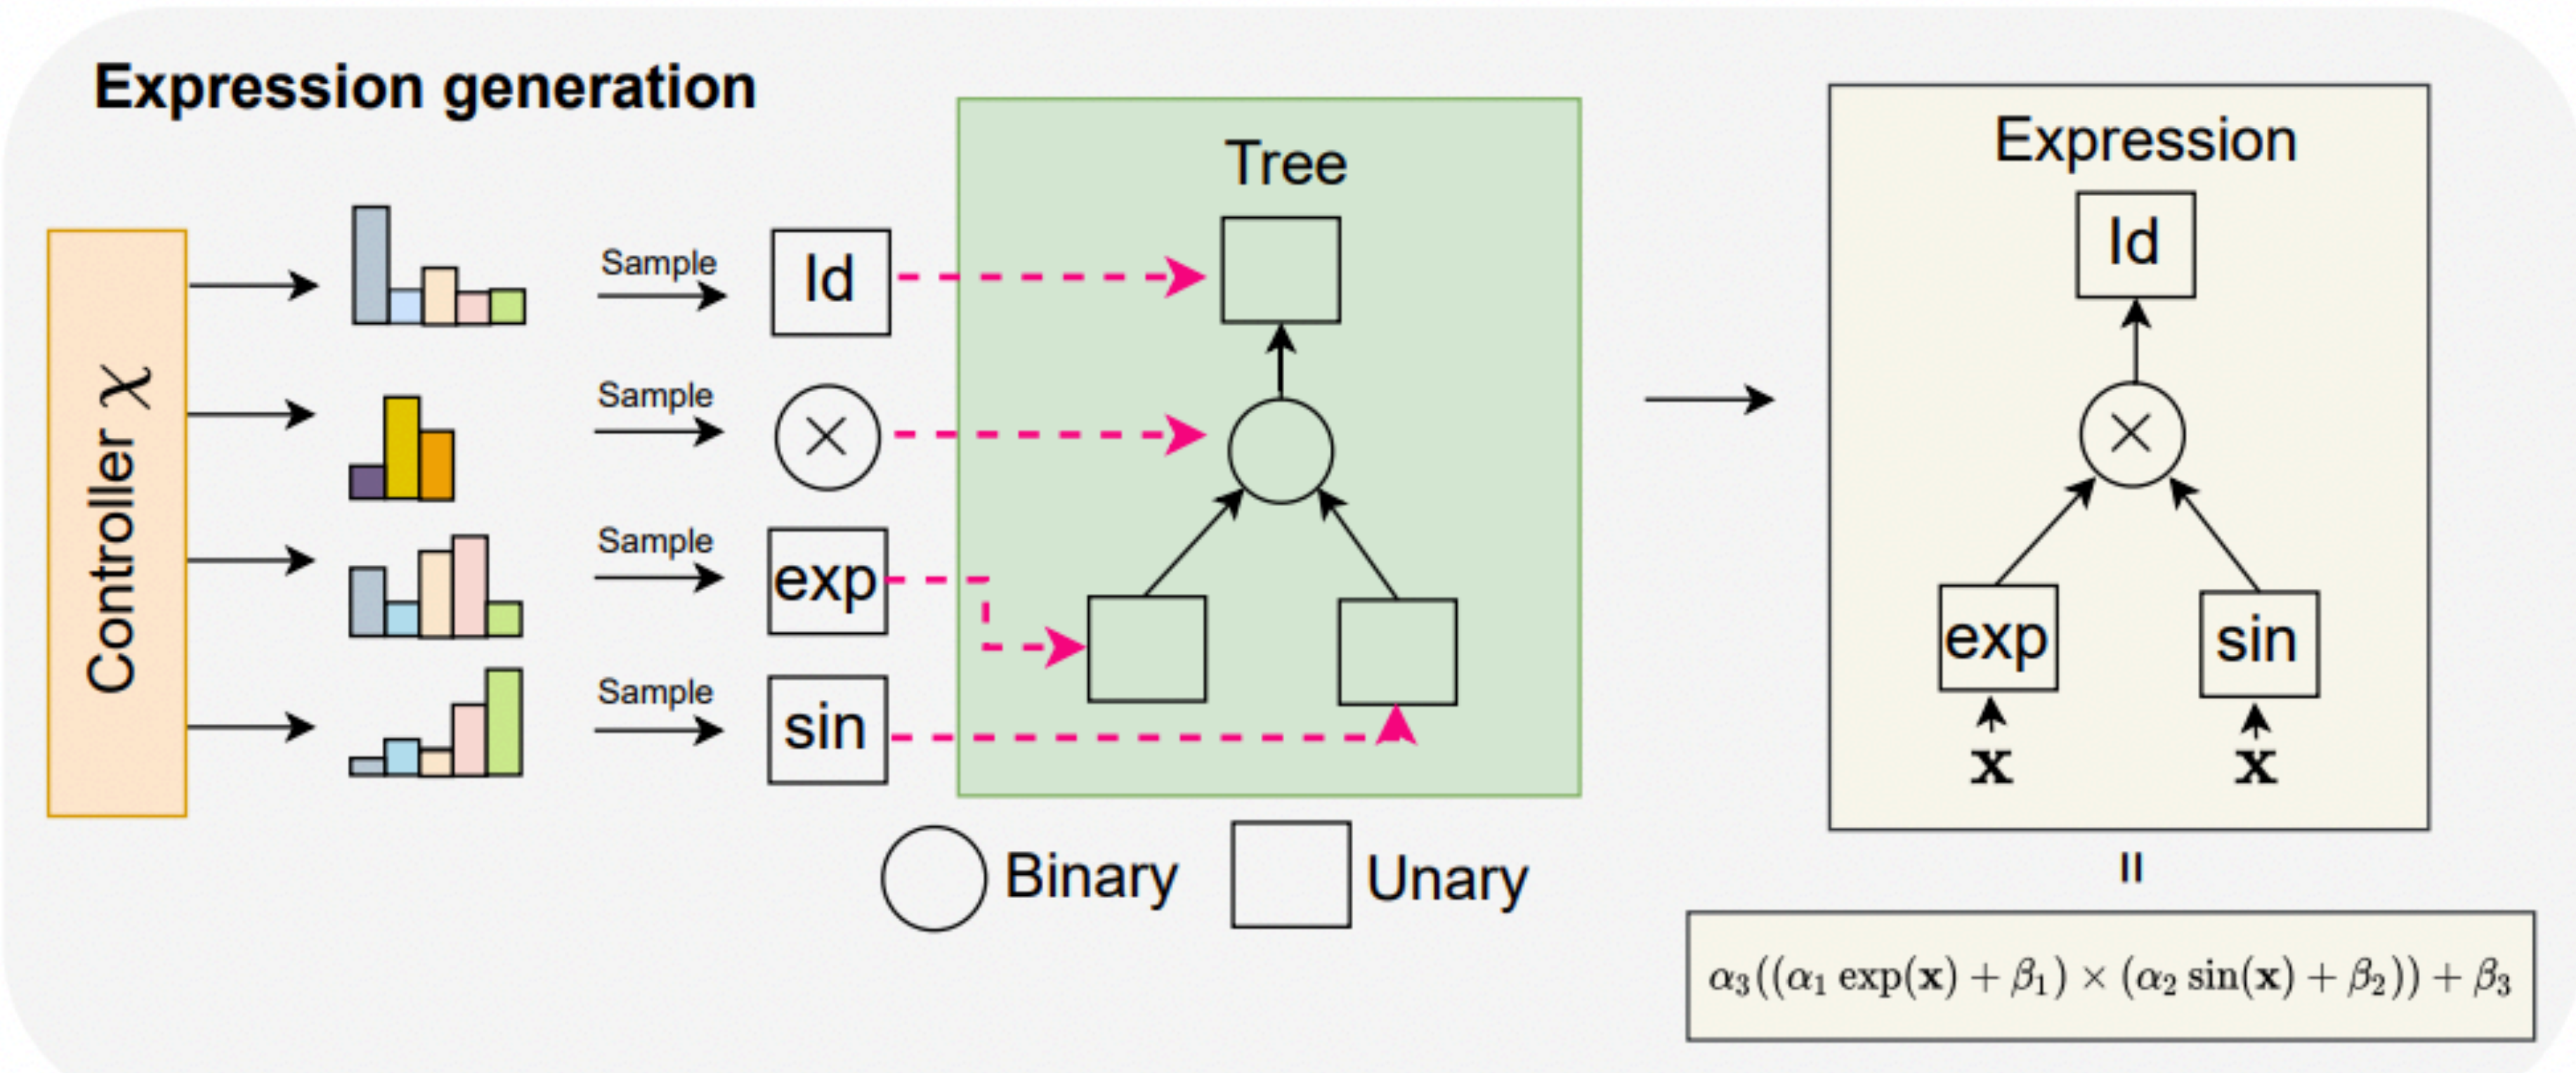 Expression generation
Controller χ
Sample
Id
Sample
×
Sample
exp
Sample
sin
Tree
Binary
Unary
Expression
Id
×
exp
sin
x
x
=
α₃((α₁ exp(x) + β₁) × (α₂ sin(x) + β₂)) + β₃